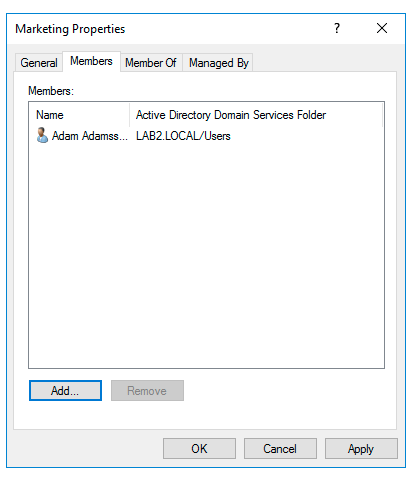 Marketing Properties ? ×
General Members Member Of Managed By
Members:
Name Active Directory Domain Services Folder
Adam Adamss... LAB2.LOCAL/Users
Add... Remove
OK Cancel Apply